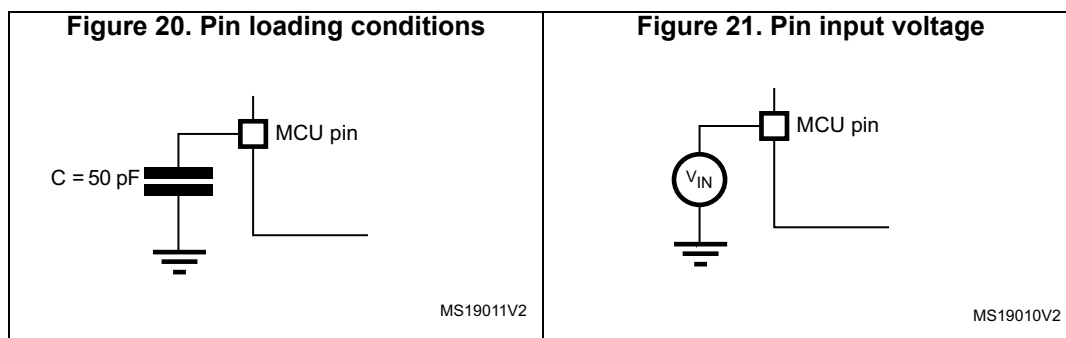 Figure 20. Pin loading conditions
Figure 21. Pin input voltage
MCU pin
C = 50 pF
MS19011V2
MCU pin
VIN
MS19010V2